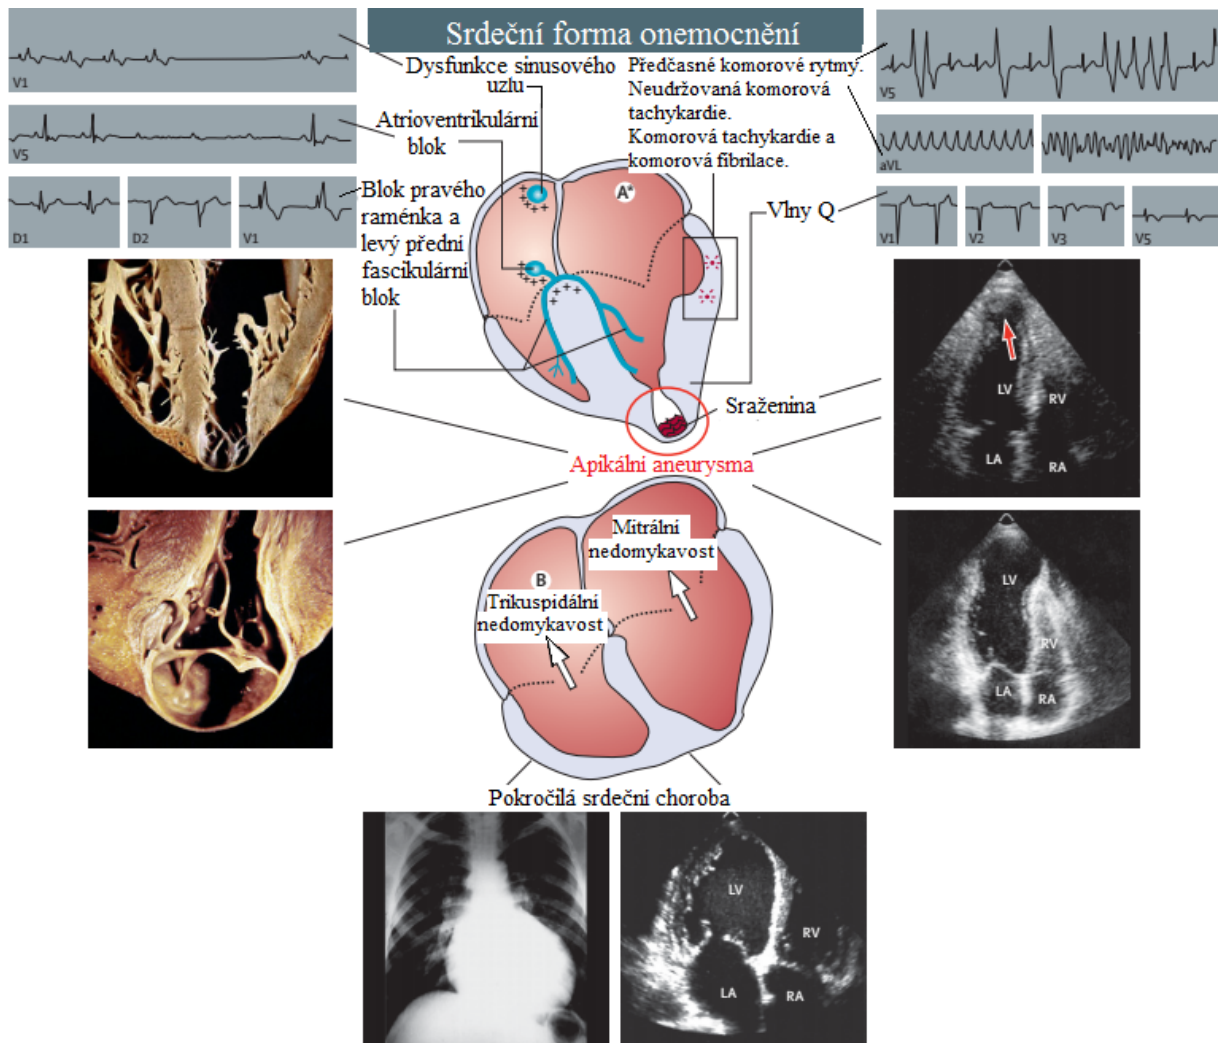 Srdeční forma onemocnění
V1
Dysfunkce sinusového
uzlu
V5
Atrioventrikulární
blok
D1
D2
V1
Blok pravého
raménka a
levý přední
fascikulární
blok
Předčasné komorové rytmy.
Neudržovaná komorová
tachykardie.
Komorová tachykardie a
komorová fibrilace.
V5
aVL
Vlny Q
V1
V2
V3
V5
A*
Sraženina
Apikální aneurysma
LV
RV
LA
RA
Mitrální
nedomykavost
B
Trikuspidální
nedomykavost
LV
RV
LA
RA
Pokročilá srdeční choroba
LV
RV
LA
RA